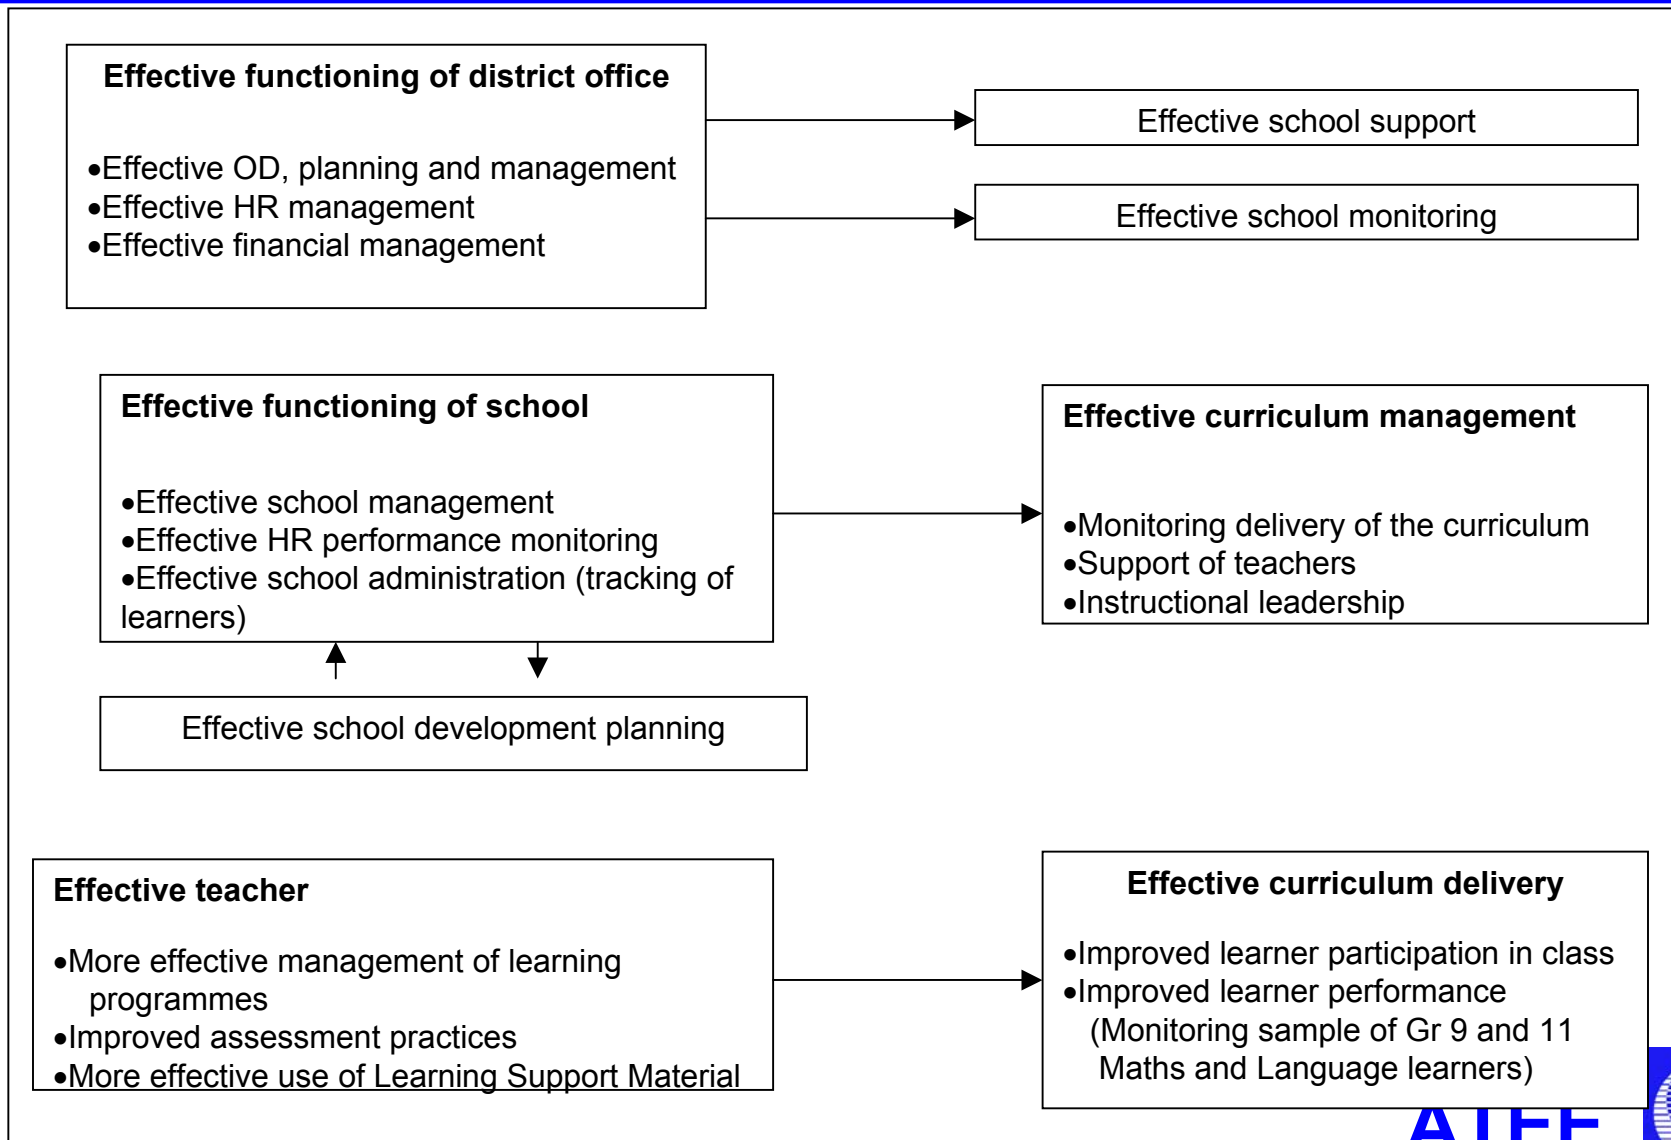 Effective functioning of district office
•Effective OD, planning and management
•Effective HR management
•Effective financial management
Effective school support
Effective school monitoring
Effective functioning of school
•Effective school management
•Effective HR performance monitoring
•Effective school administration (tracking of
learners)
Effective curriculum management
•Monitoring delivery of the curriculum
•Support of teachers
•Instructional leadership
Effective school development planning
Effective teacher
•More effective management of learning
programmes
•Improved assessment practices
•More effective use of Learning Support Material
Effective curriculum delivery
•Improved learner participation in class
•Improved learner performance
(Monitoring sample of Gr 9 and 11
Maths and Language learners)